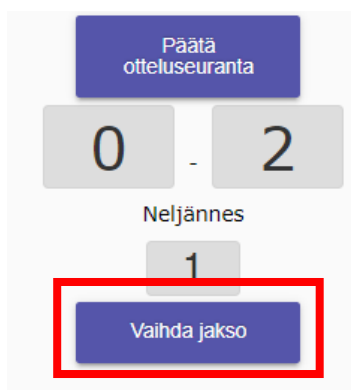 Päätä
otteluseuranta
0 - 2
Neljännes
1
Vaihda jakso